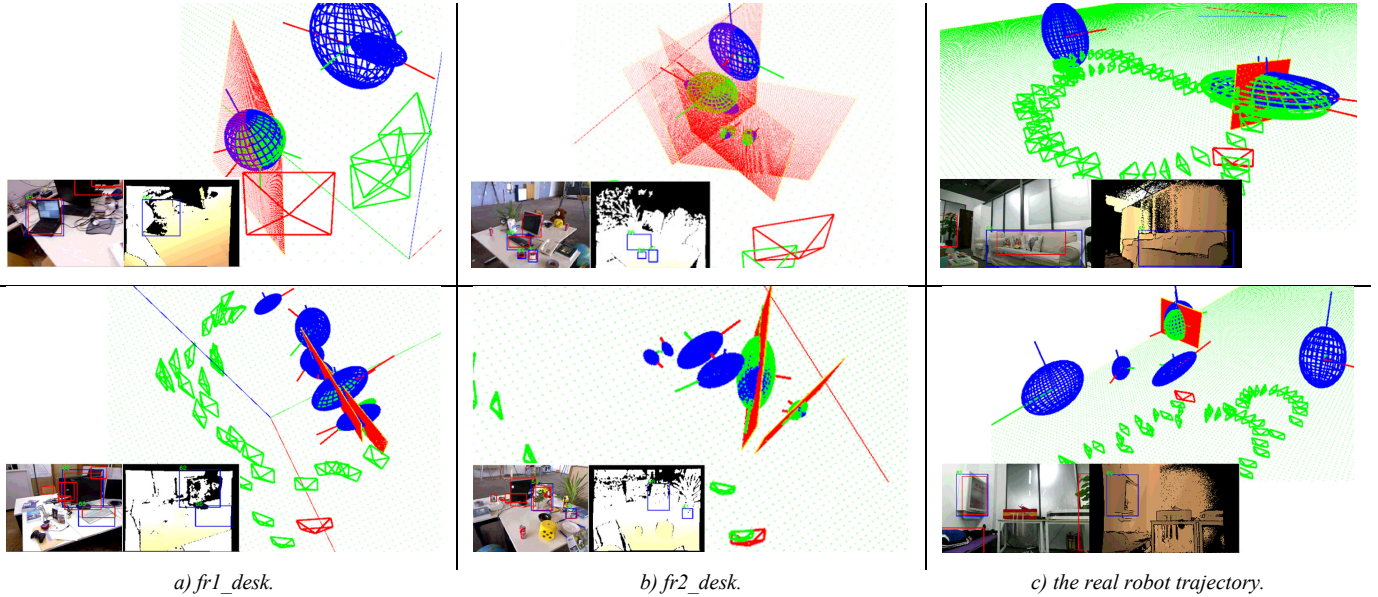 a) fr1_desk.
b) fr2_desk.
c) the real robot trajectory.